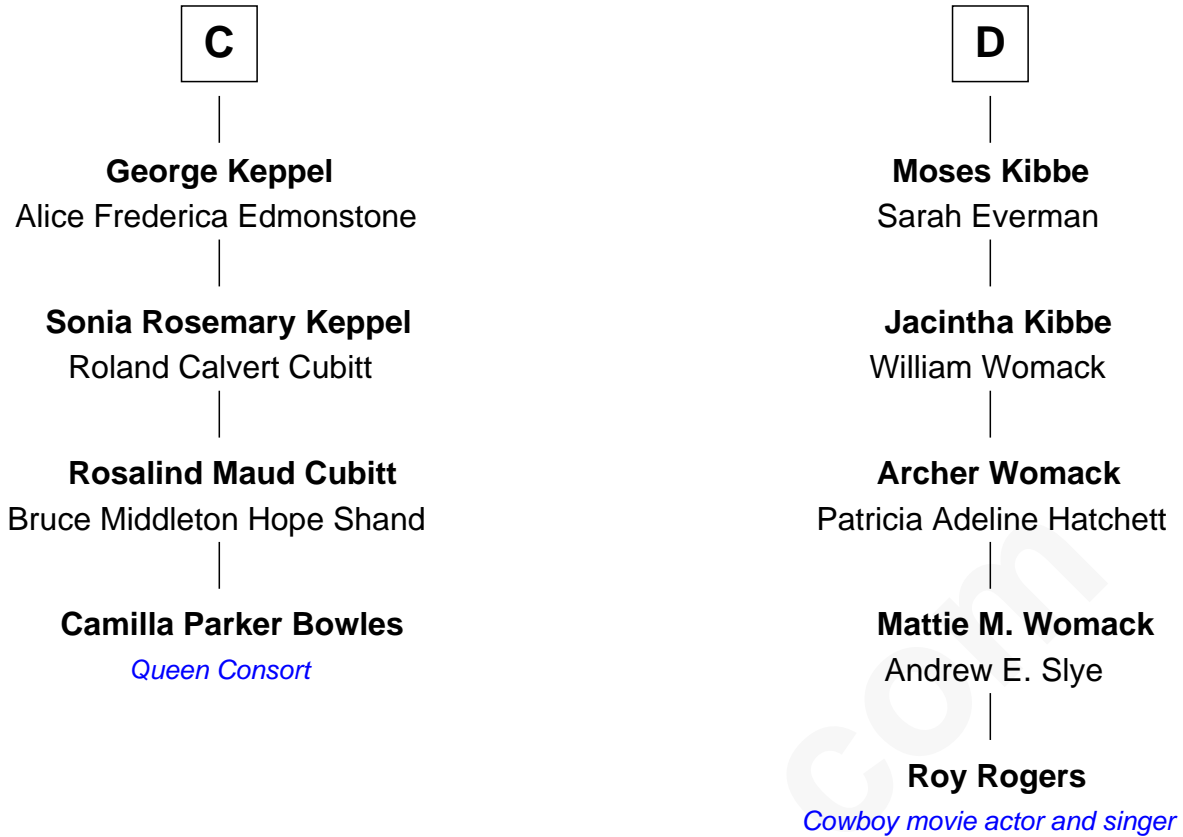 C
George Keppel
Alice Frederica Edmonstone
Sonia Rosemary Keppel
Roland Calvert Cubitt
Rosalind Maud Cubitt
Bruce Middleton Hope Shand
Camilla Parker Bowles
Queen Consort
D
Moses Kibbe
Sarah Everman
Jacintha Kibbe
William Womack
Archer Womack
Patricia Adeline Hatchett
Mattie M. Womack
Andrew E. Slye
Roy Rogers
Cowboy movie actor and singer
com